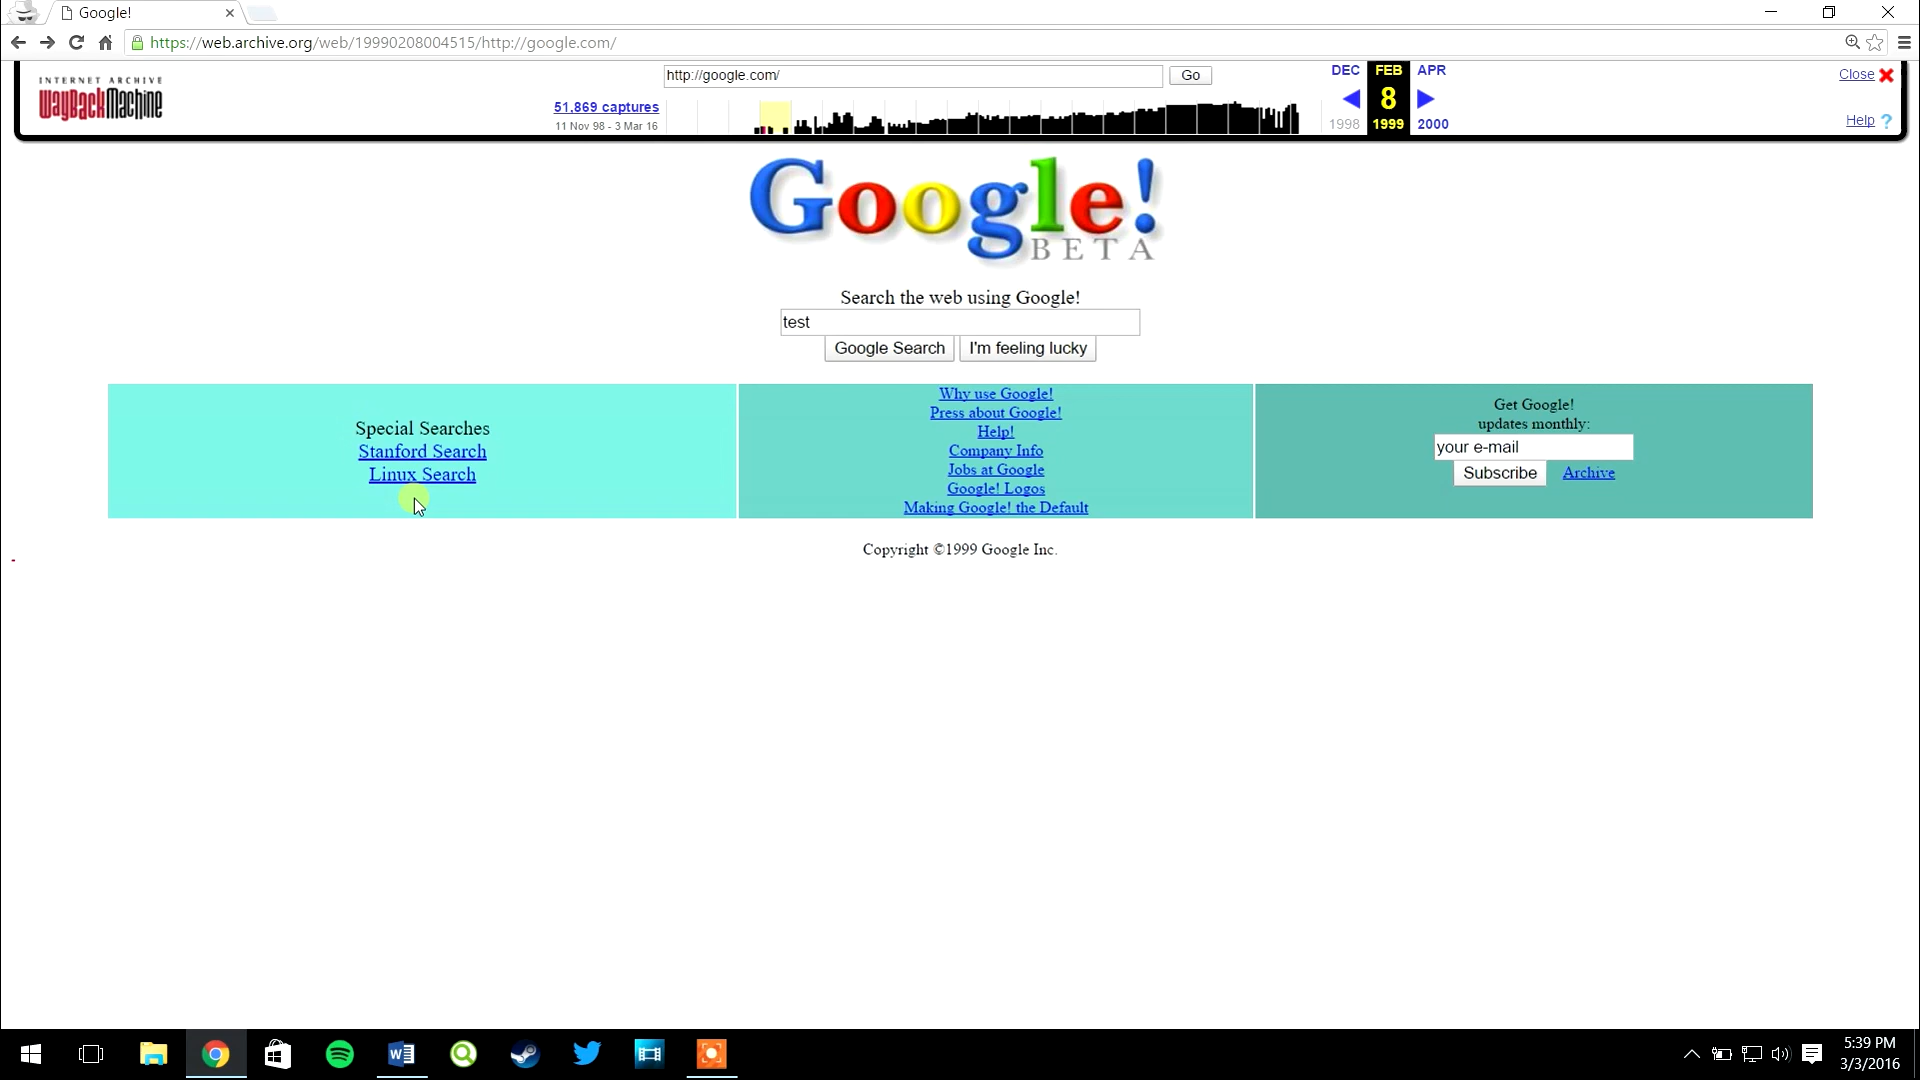 Google!
https://web.archive.org/web/19990208004515/http://google.com/
INTERNET ARCHIVE
WayBackMachine
http://google.com/
Go
51,869 captures
11 Nov 98 - 3 Mar 16
DEC FEB APR
8
1998 1999 2000
Close
Help ?
Google!
BETA
Search the web using Google!
test
Google Search I'm feeling lucky
Special Searches
Stanford Search
Linux Search
Why use Google!
Press about Google!
Help!
Company Info
Jobs at Google
Google! Logos
Making Google! the Default
Get Google!
updates monthly:
your e-mail
Subscribe Archive
Copyright ©1999 Google Inc.
5:39 PM
3/3/2016